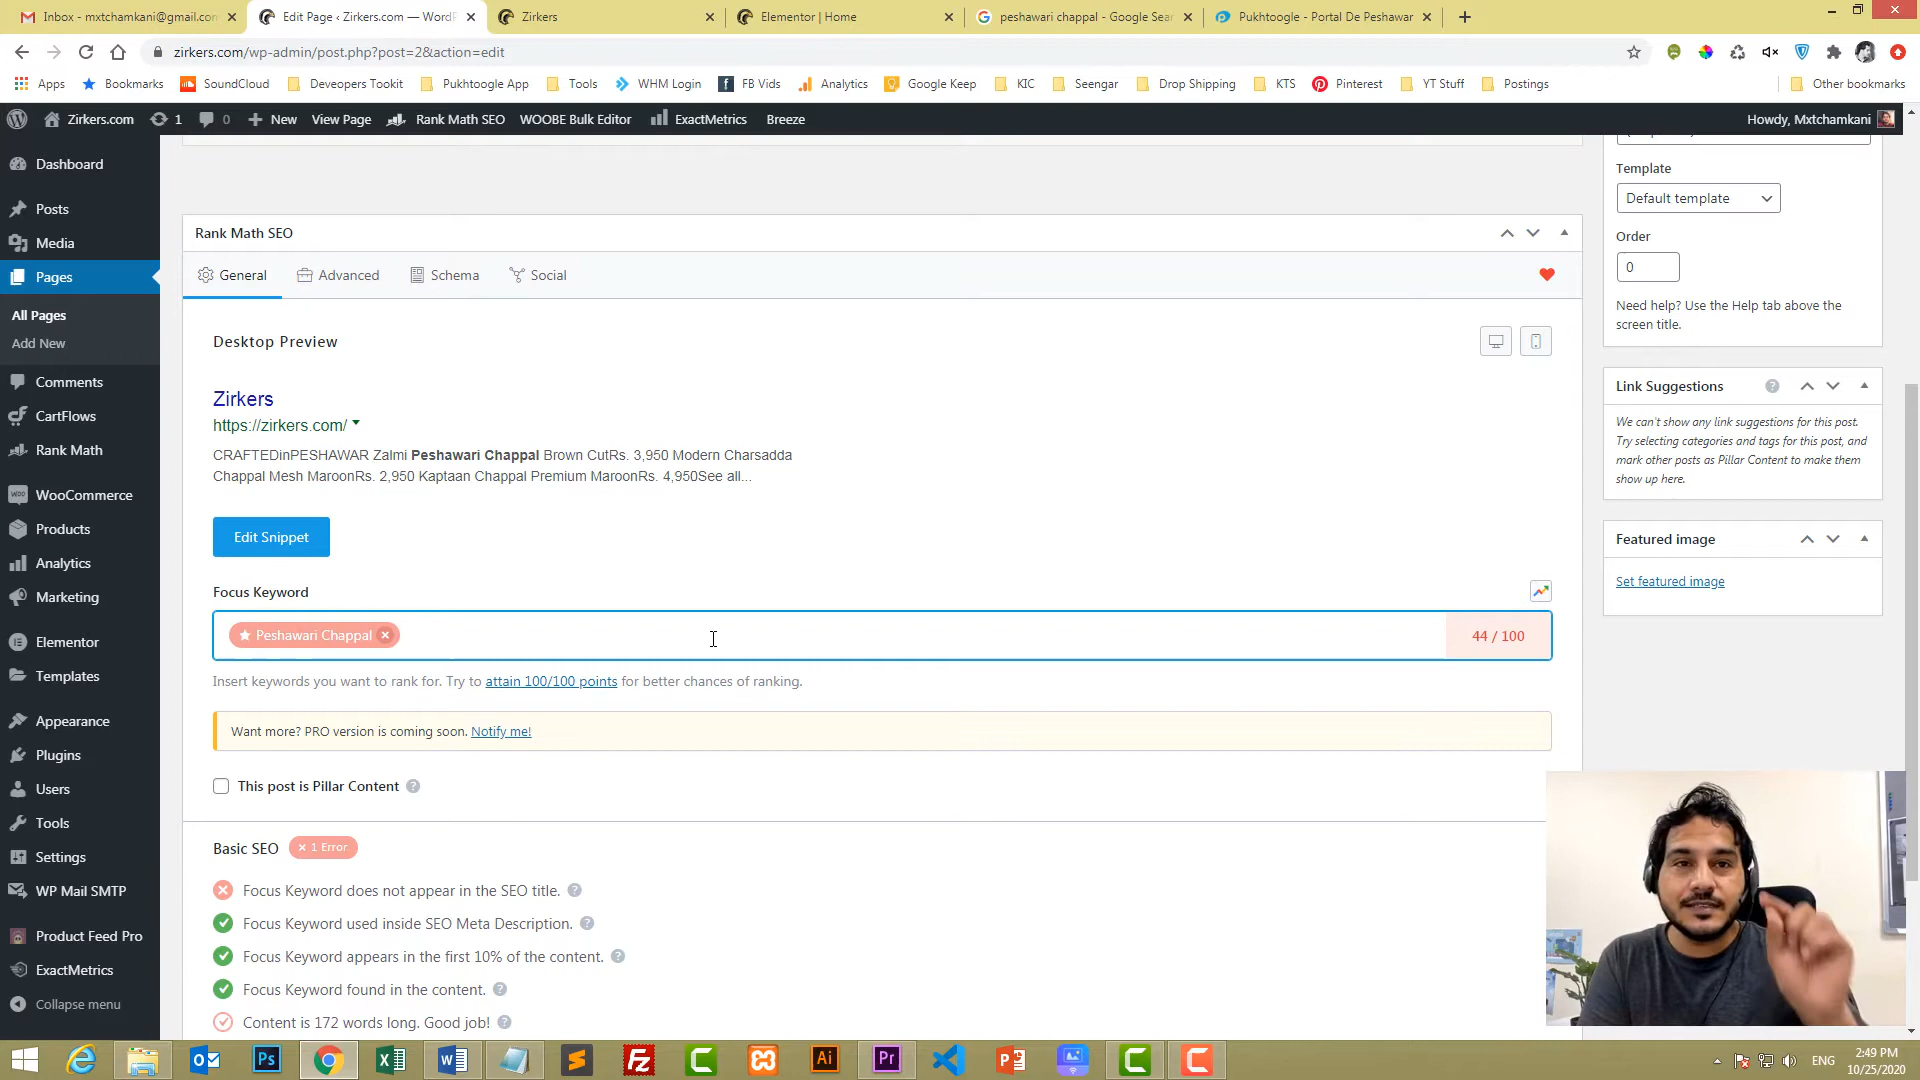 Inbox - mxtchamkani@gmail.com
Edit Page ‹ Zirkers.com — WordP
Zirkers
Elementor | Home
peshawari chappal - Google Sear
Pukhtoogle - Portal De Peshawar
zirkers.com/wp-admin/post.php?post=2&action=edit
Apps
Bookmarks
SoundCloud
Deveopers Tookit
Pukhtoogle App
Tools
WHM Login
FB Vids
Analytics
Google Keep
KIC
Seengar
Drop Shipping
KTS
Pinterest
YT Stuff
Postings
Other bookmarks
Zirkers.com
1
0
New
View Page
Rank Math SEO
WOOBE Bulk Editor
ExactMetrics
Breeze
Howdy, Mxtchamkani
Dashboard
Posts
Media
Pages
All Pages
Add New
Comments
CartFlows
Rank Math
WooCommerce
Products
Analytics
Marketing
Elementor
Templates
Appearance
Plugins
Users
Tools
Settings
WP Mail SMTP
Product Feed Pro
ExactMetrics
Collapse menu
Rank Math SEO
General
Advanced
Schema
Social
Desktop Preview
Zirkers
https://zirkers.com/
CRAFTEDinPESHAWAR Zalmi Peshawari Chappal Brown CutRs. 3,950 Modern Charsadda
Chappal Mesh MaroonRs. 2,950 Kaptaan Chappal Premium MaroonRs. 4,950See all...
Edit Snippet
Focus Keyword
Peshawari Chappal
44 / 100
Insert keywords you want to rank for. Try to attain 100/100 points for better chances of ranking.
Want more? PRO version is coming soon. Notify me!
This post is Pillar Content
Basic SEO
× 1 Error
Focus Keyword does not appear in the SEO title.
Focus Keyword used inside SEO Meta Description.
Focus Keyword appears in the first 10% of the content.
Focus Keyword found in the content.
Content is 172 words long. Good job!
Template
Default template
Order
0
Need help? Use the Help tab above the
screen title.
Link Suggestions
We can't show any link suggestions for this post.
Try selecting categories and tags for this post, and
mark other posts as Pillar Content to make them
show up here.
Featured image
Set featured image
ENG
2:49 PM
10/25/2020